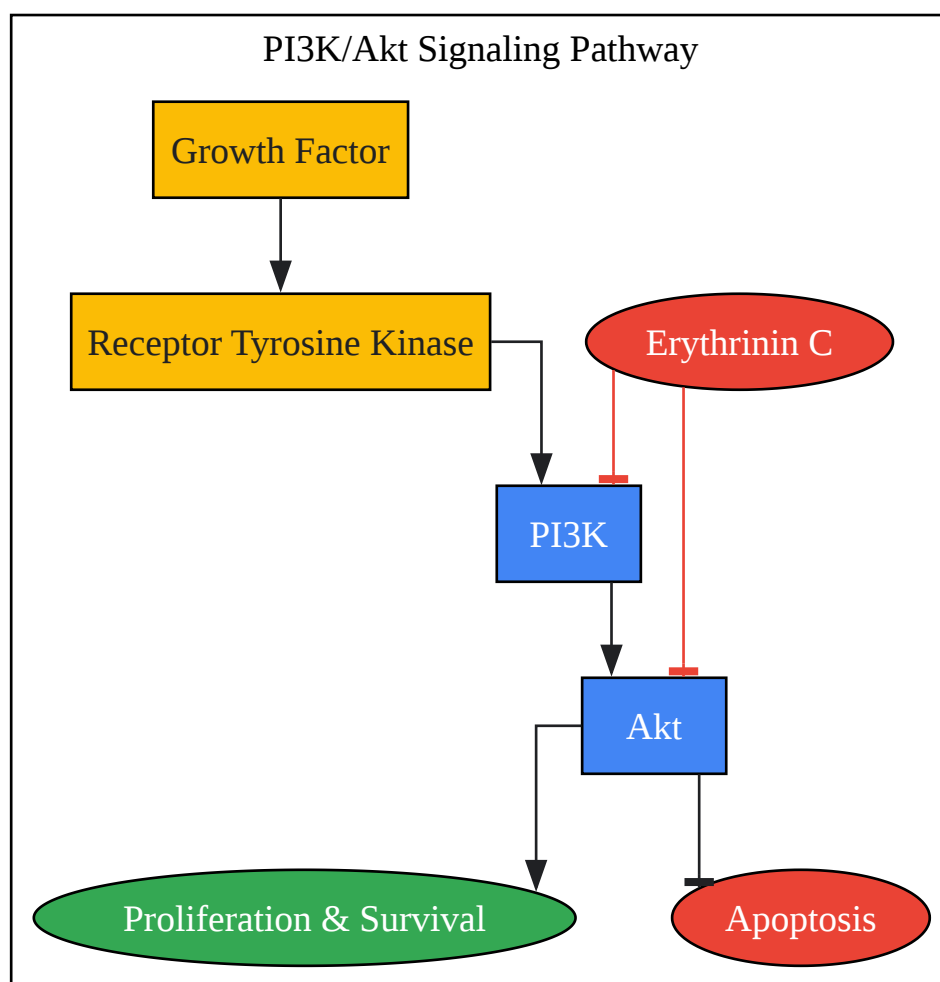 PI3K/Akt Signaling Pathway
Growth Factor
Receptor Tyrosine Kinase
Erythrinin C
PI3K
Akt
Proliferation & Survival
Apoptosis